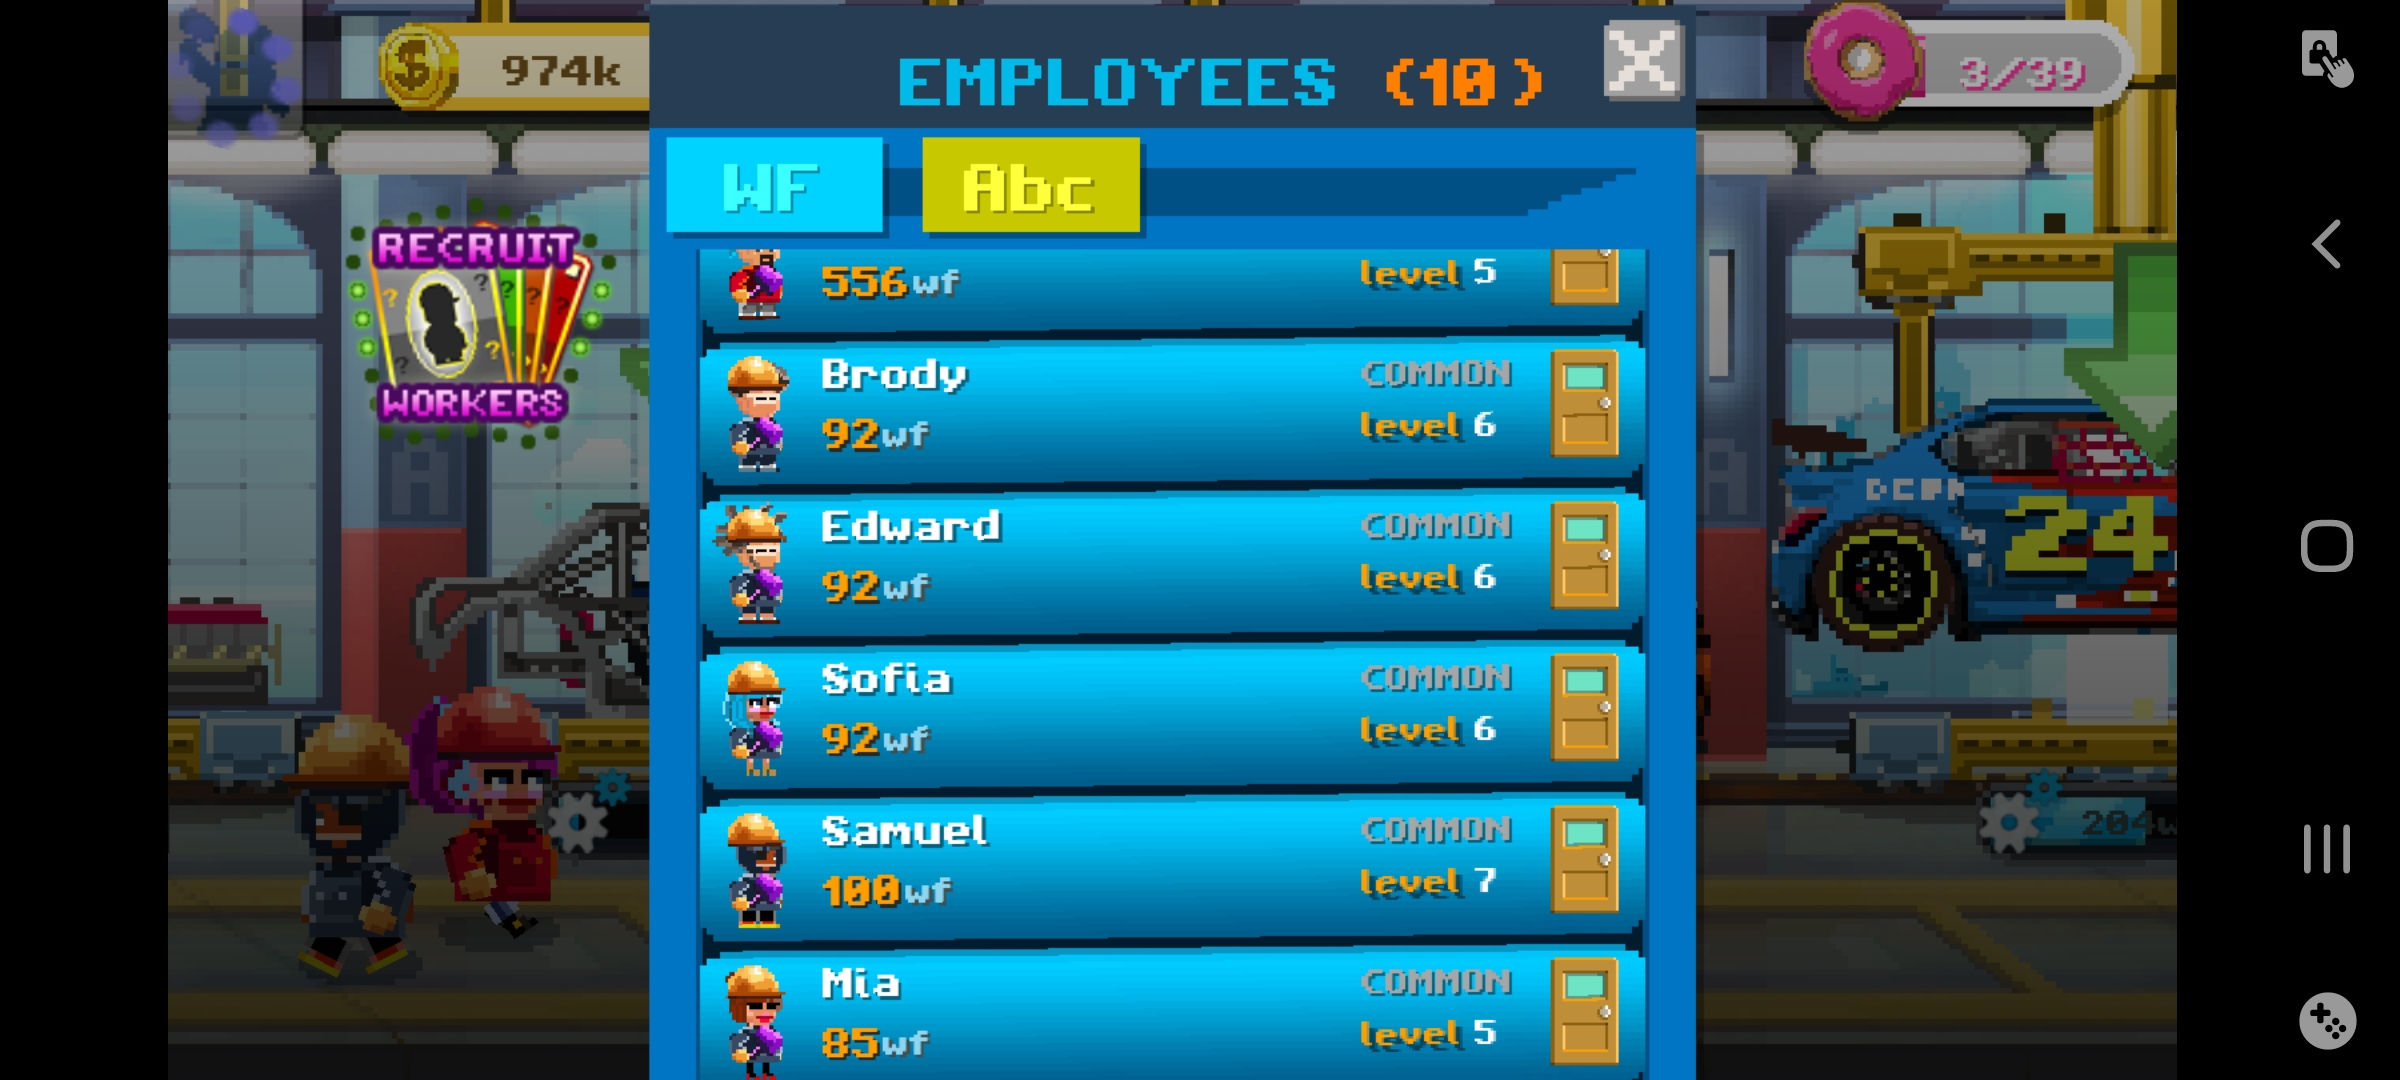 974k
EMPLOYEES (10)
3/39
WF
Abc
RECRUIT
WORKERS
556wf
level 5
Brody
COMMON
92wf
level 6
Edward
COMMON
92wf
level 6
Sofia
COMMON
92wf
level 6
Samuel
COMMON
100wf
level 7
Mia
COMMON
85wf
level 5
24
204w